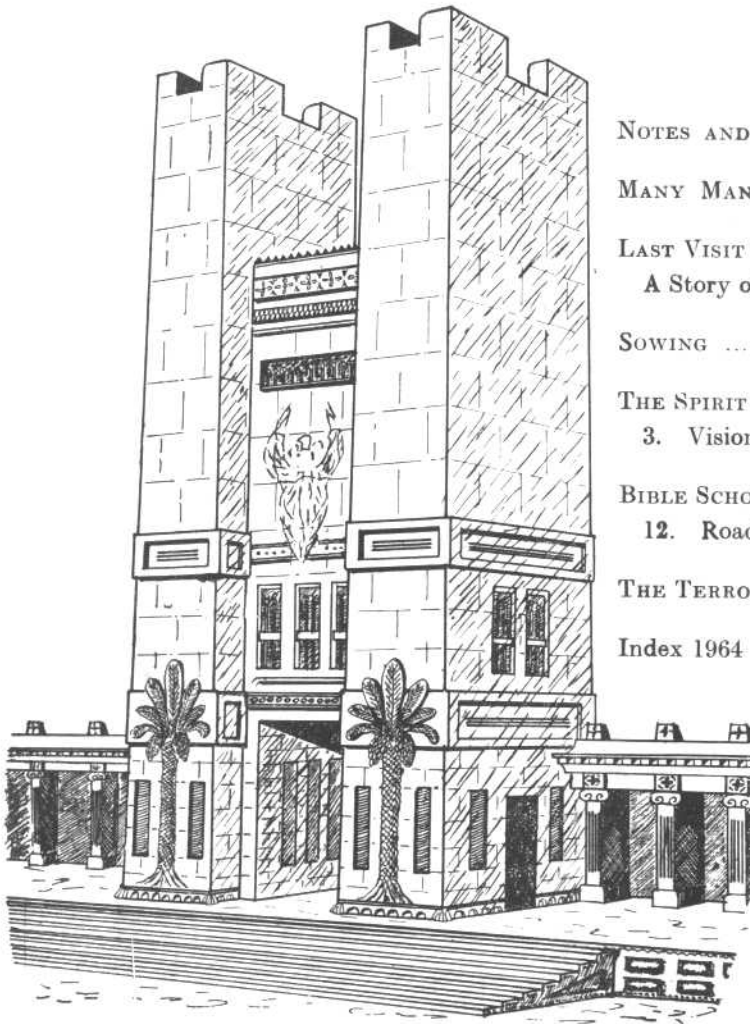 NOTES AND
MANY MAN
LAST VISIT
A Story o
SOWING ...
THE SPIRIT
3. Vision
BIBLE SCHO
12. Road
THE TERRO
Index 1964